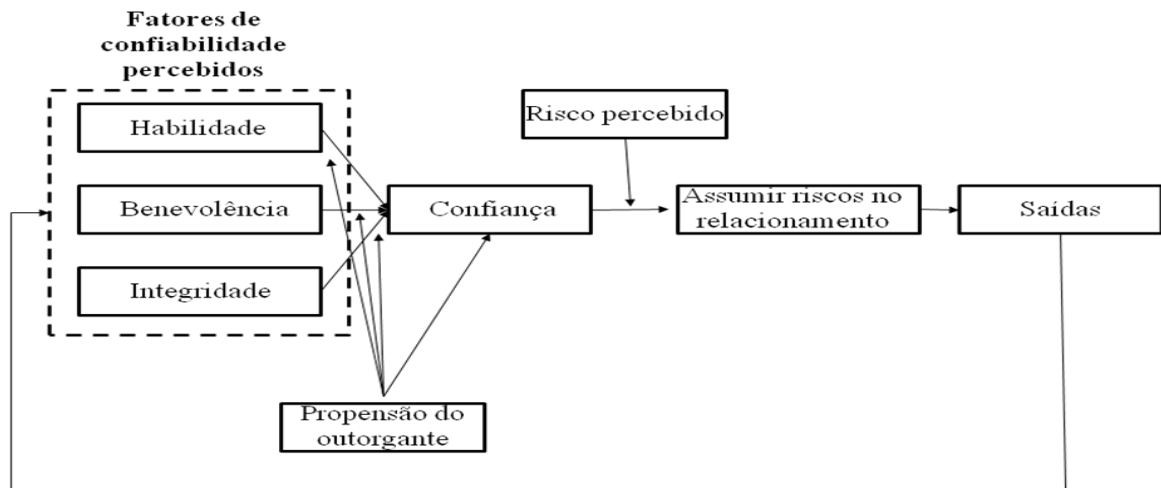 Fatores de
confiabilidade
percebidos
Habilidade
Benevolência
Integridade
Confiança
Risco percebido
Assumir riscos no
relacionamento
Saídas
Propensão do
outorgante